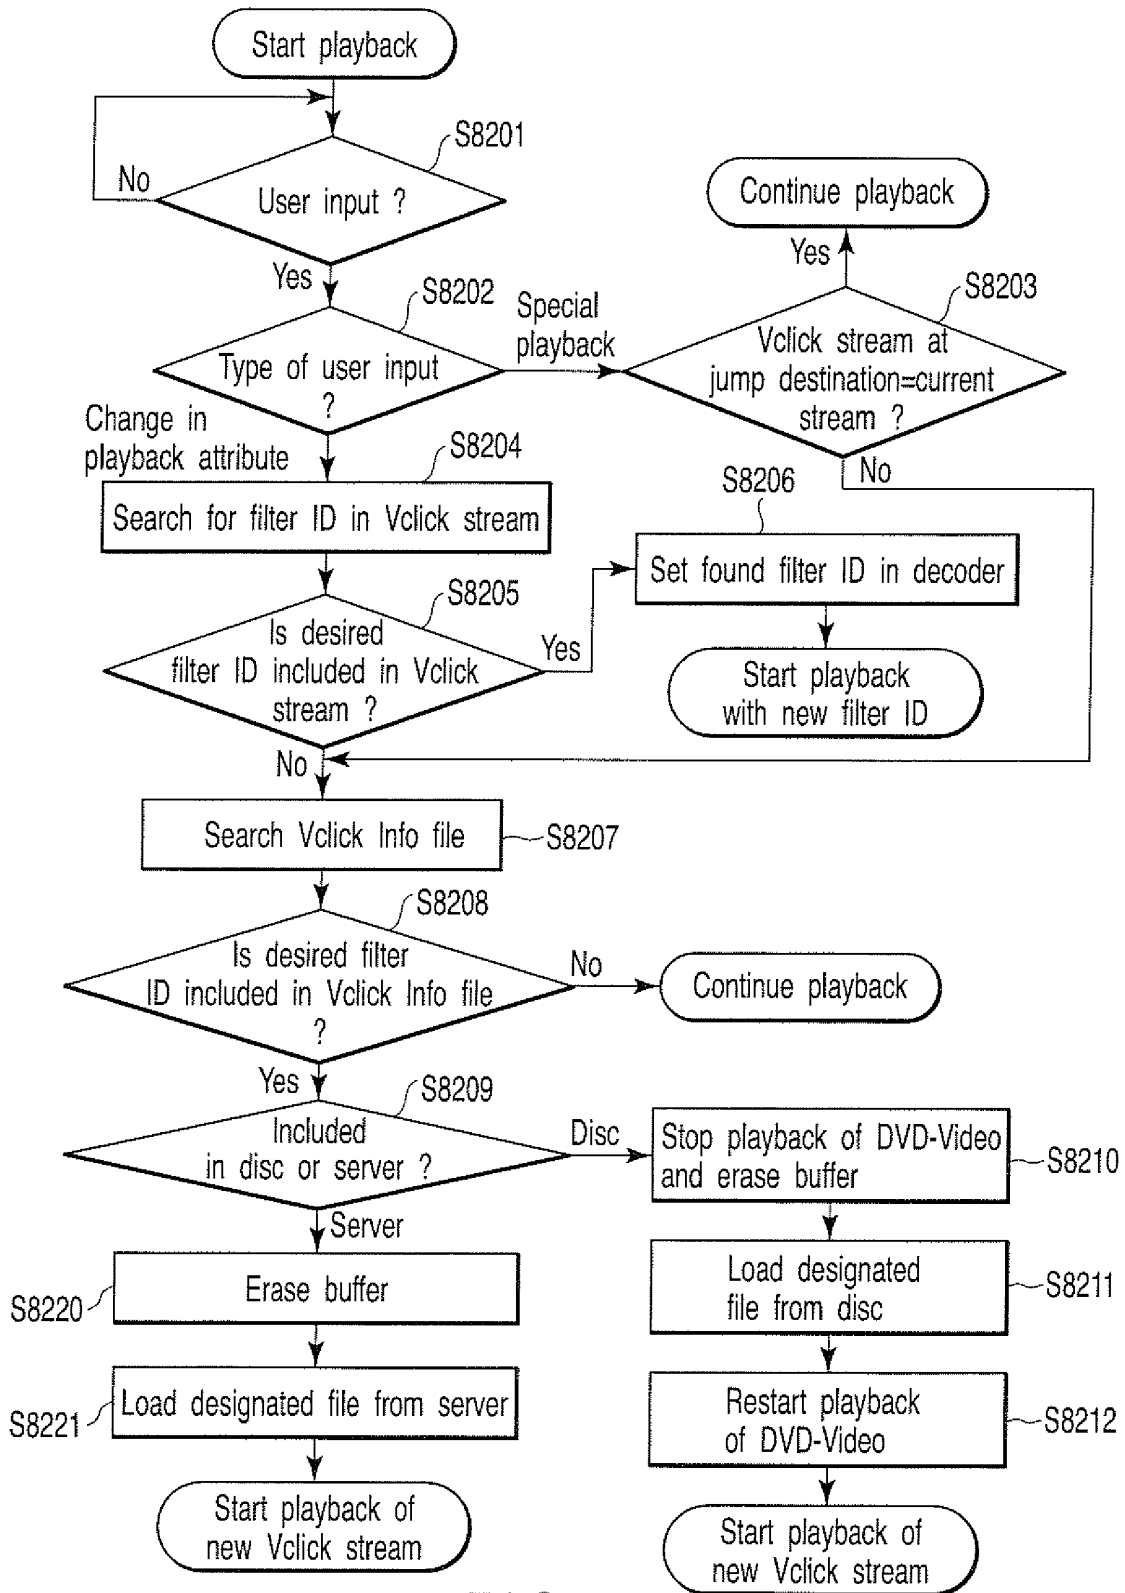 Start playback
S8201
No
User input ?
Yes
Continue playback
Yes
S8202
S8203
Special
playback
Type of user input
?
Vclick stream at
jump destination=current
stream ?
Change in
playback attribute
No
S8204
Search for filter ID in Vclick stream
S8206
Set found filter ID in decoder
S8205
Is desired
filter ID included in Vclick
stream ?
Yes
Start playback
with new filter ID
No
Search Vclick Info file
S8207
S8208
Is desired filter
ID included in Vclick Info file
?
No
Continue playback
Yes
S8209
Included
in disc or server ?
Disc
Stop playback of DVD-Video
and erase buffer
S8210
Server
Erase buffer
S8220
Load designated
file from disc
S8211
Load designated file from server
S8221
Restart playback
of DVD-Video
S8212
Start playback of
new Vclick stream
Start playback of
new Vclick stream